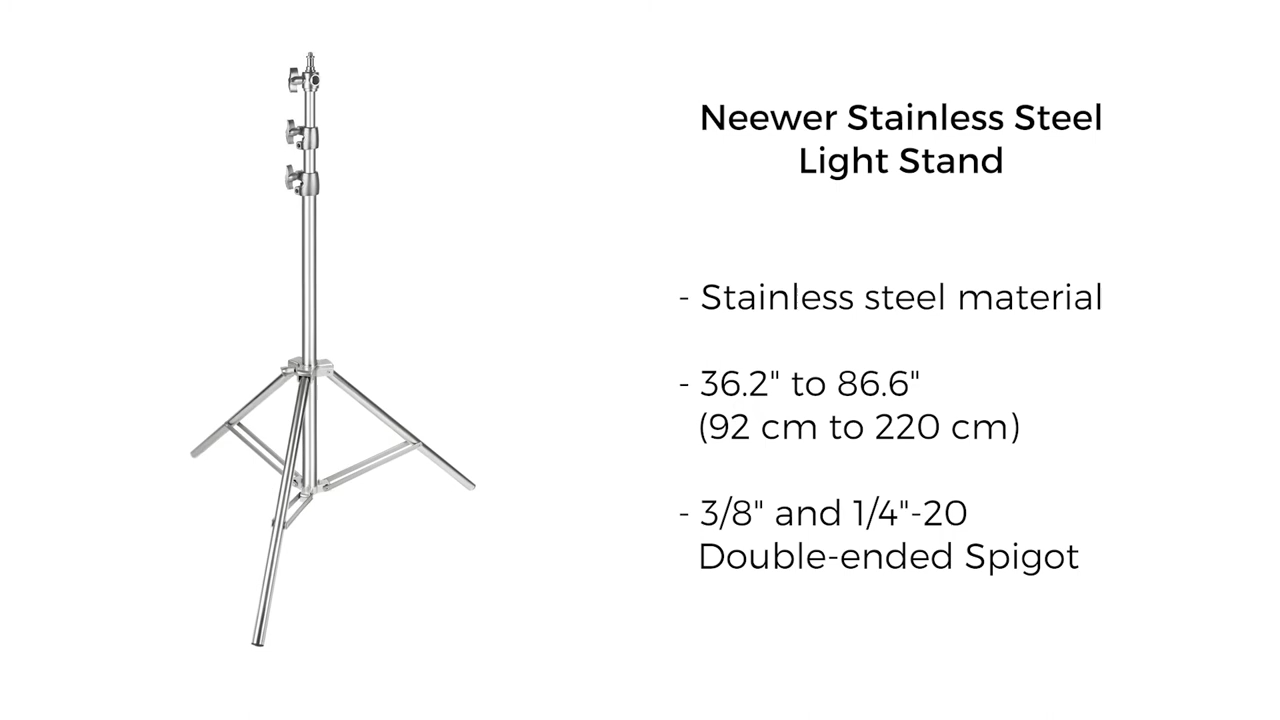 Neewer Stainless Steel
Light Stand
- Stainless steel material
- 36.2" to 86.6"
(92 cm to 220 cm)
- 3/8" and 1/4"-20
Double-ended Spigot